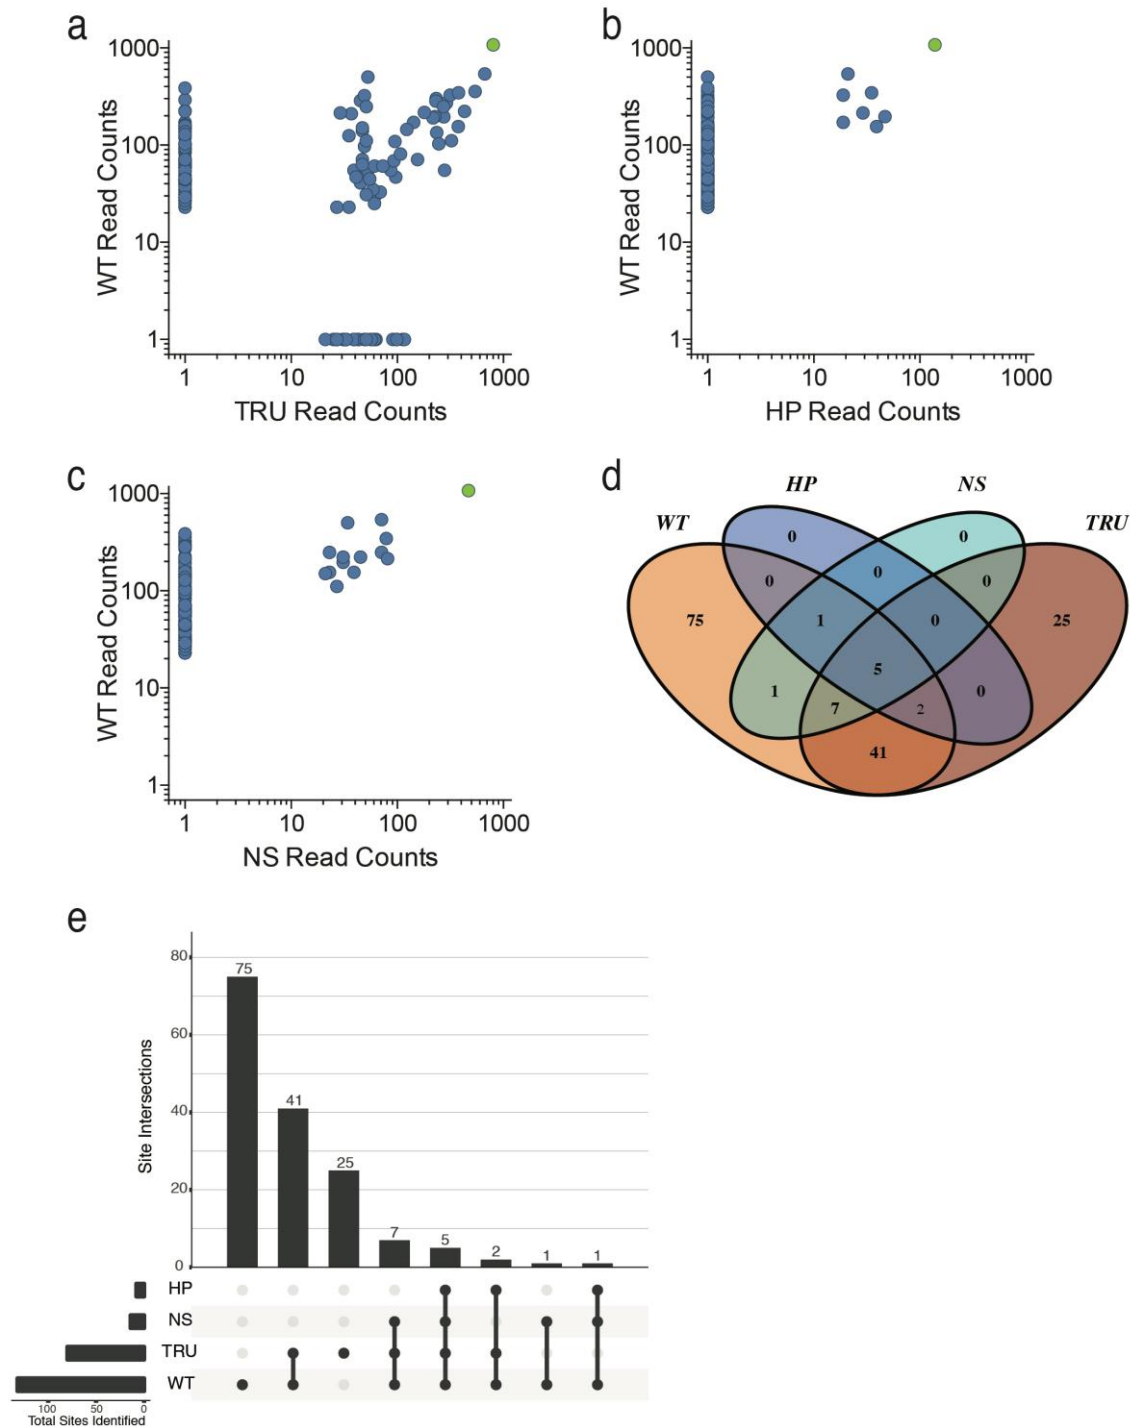 a
1000
100
10
1
WT Read Counts
1 10 100 1000
TRU Read Counts
b
1000
100
10
1
WT Read Counts
1 10 100 1000
HP Read Counts
c
1000
100
10
1
WT Read Counts
1 10 100 1000
NS Read Counts
d
HP NS
WT TRU
0 0
0 0 0
75 1 0 25
5
1 7 2 0
41
e
80
60
40
20
0
Site Intersections
75
41
25
7
5
2
1
1
HP
NS
TRU
WT
100 50 0
Total Sites Identified